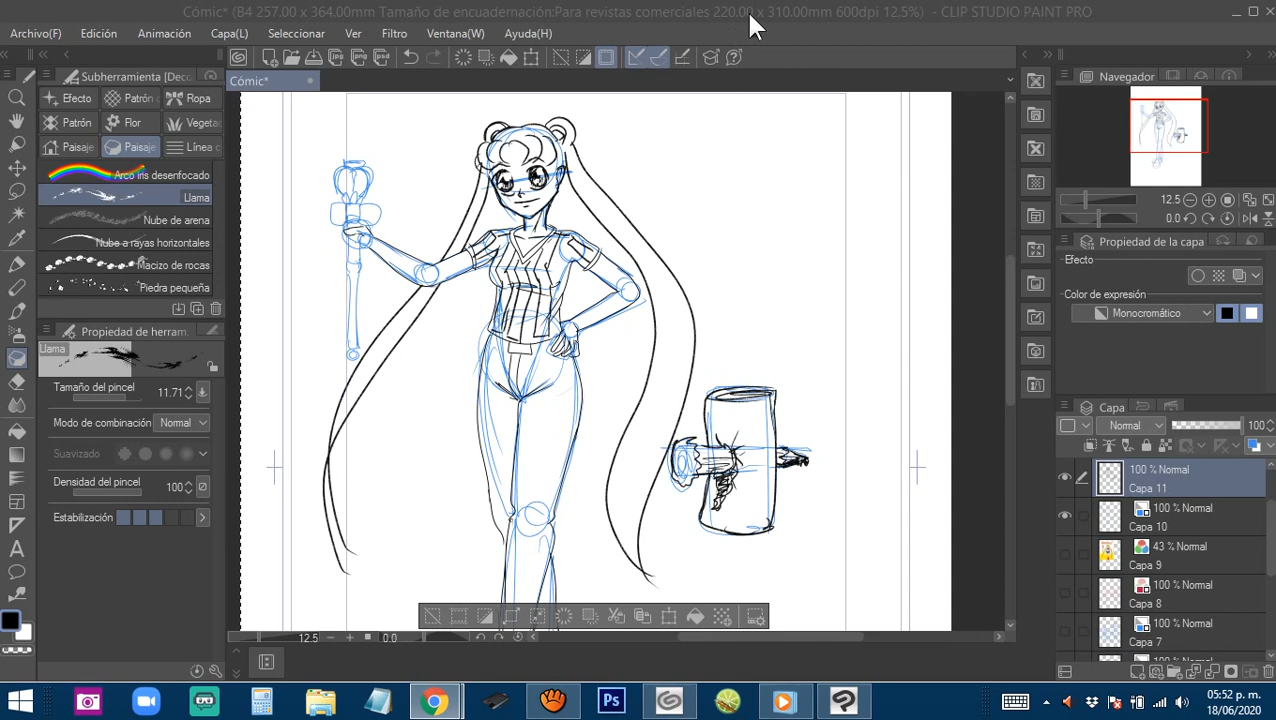 Cómic* (B4 257.00 x 364.00mm Tamaño de encuadernación:Para revistas comerciales 220.00 x 310.00mm 600dpi 12.5%) - CLIP STUDIO PAINT PRO
Archivo(F) Edición Animación Capa(L) Seleccionar Ver Filtro Ventana(W) Ayuda(H)
Subherramienta [Dec
Cómic*
Navegador
Efecto Patrón Ropa
Patrón Flor Vegeta
Paisaje Paisaje Línea c
Arco iris desenfocado
Llama
Nube de arena
Nube a rayas horizontales
Macizo de rocas
Piedra pequeña
12.5
0.0
Propiedad de la capa
Efecto
Color de expresión
Monocromático
Propiedad de herram
Llama
Tamaño del pincel 11.71
Modo de combinación Normal
Suavizado
Densidad del pincel 100
Estabilización
Capa
Normal 100
100 % Normal
Capa 11
100 % Normal
Capa 10
43 % Normal
Capa 9
100 % Normal
Capa 8
100 % Normal
Capa 7
100 % Normal
12.5 0.0
Ps
05:52 p. m.
18/06/2020